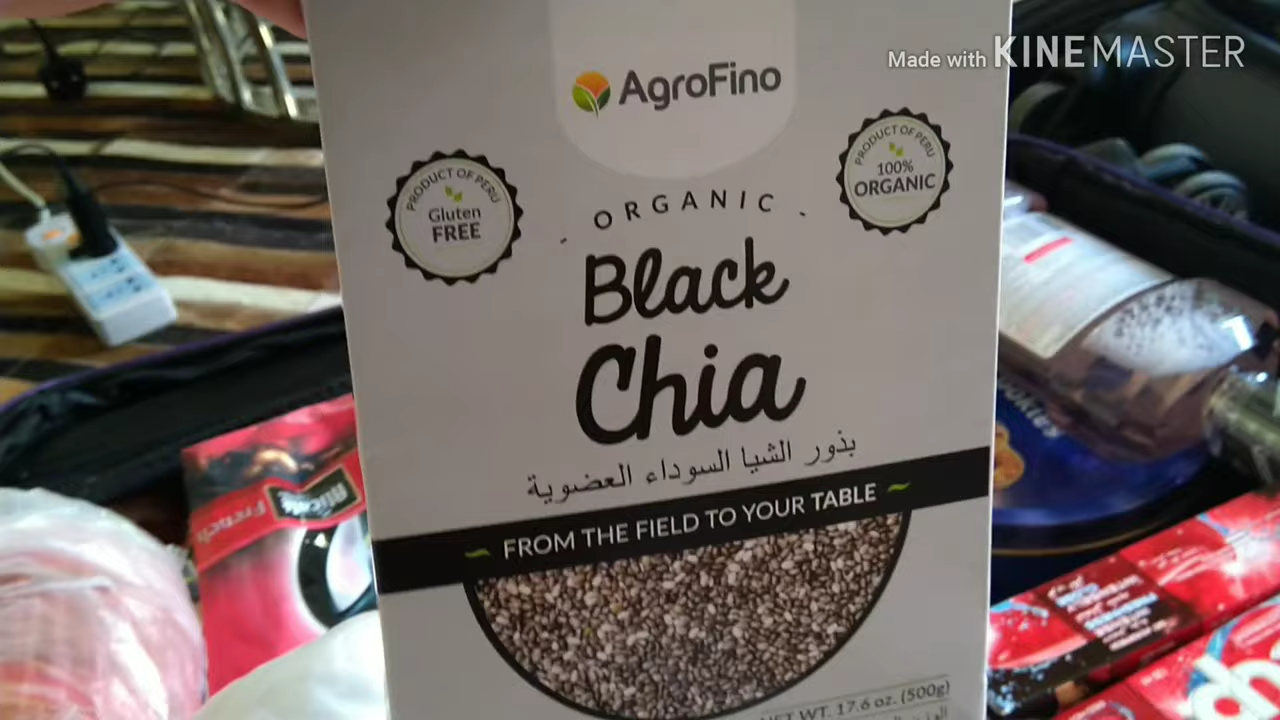 Made with KINEMASTER
AgroFino
PRODUCT OF PERU
Gluten
FREE
PRODUCT OF PERU
100%
ORGANIC
ORGANIC
Black
Chia
بذور الشيا السوداء العضوية
FROM THE FIELD TO YOUR TABLE
NET WT. 17.6 oz. (500g)
French